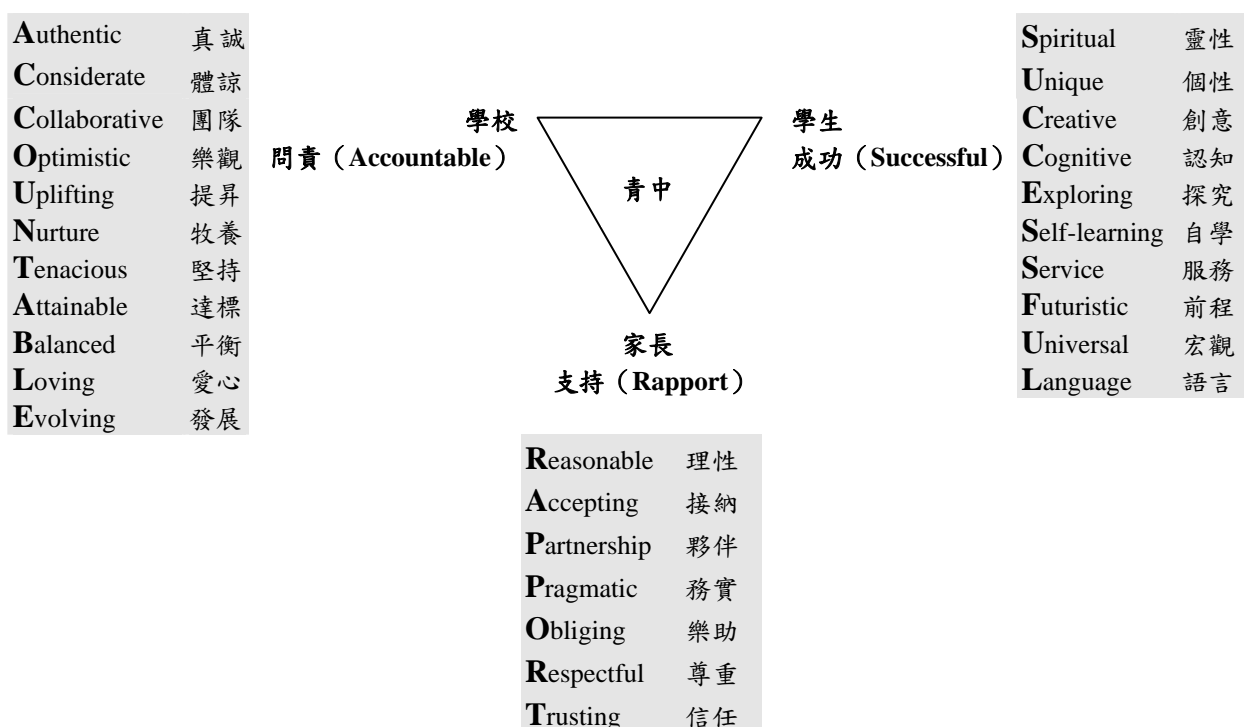 Authentic 真誠
Considerate 體諒
Collaborative 團隊
Optimistic 樂觀
Uplifting 提昇
Nurture 牧養
Tenacious 堅持
Attainable 達標
Balanced 平衡
Loving 愛心
Evolving 發展
學校
問責（Accountable）
青中
學生
成功（Successful）
家長
支持（Rapport）
Spiritual 靈性
Unique 個性
Creative 創意
Cognitive 認知
Exploring 探究
Self-learning 自學
Service 服務
Futuristic 前程
Universal 宏觀
Language 語言
Reasonable 理性
Accepting 接納
Partnership 夥伴
Pragmatic 務實
Obliging 樂助
Respectful 尊重
Trusting 信任